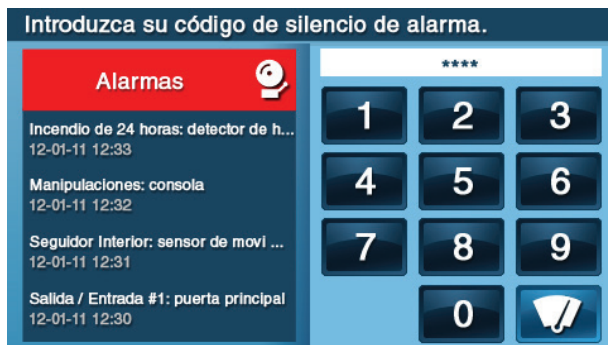 Introduzca su código de silencio de alarma.
Alarmas
Incendio de 24 horas: detector de h...
12-01-11 12:33
Manipulaciones: consola
12-01-11 12:32
Seguidor Interior: sensor de movi ...
12-01-11 12:31
Salida / Entrada #1: puerta principal
12-01-11 12:30
****
1 2 3
4 5 6
7 8 9
0